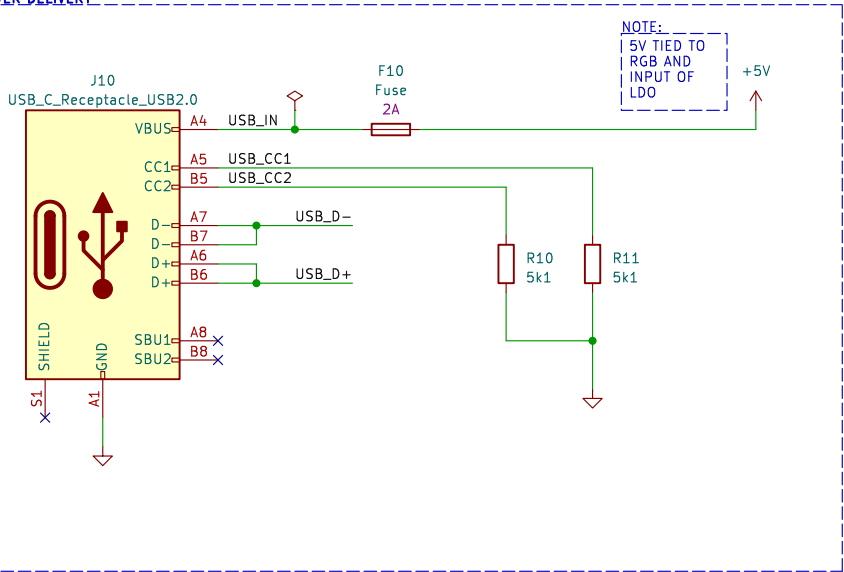 DELIVERY
NOTE:
5V TIED TO
RGB AND
INPUT OF
LDO
J10
USB_C_Receptacle_USB2.0
F10
Fuse
2A
+5V
VBUS
A4
USB_IN
CC1
A5
USB_CC1
CC2
B5
USB_CC2
D-
A7
USB_D-
D-
B7
D+
A6
D+
B6
USB_D+
R10
5k1
R11
5k1
SBU1
A8
SBU2
B8
SHIELD
GND
S1
A1